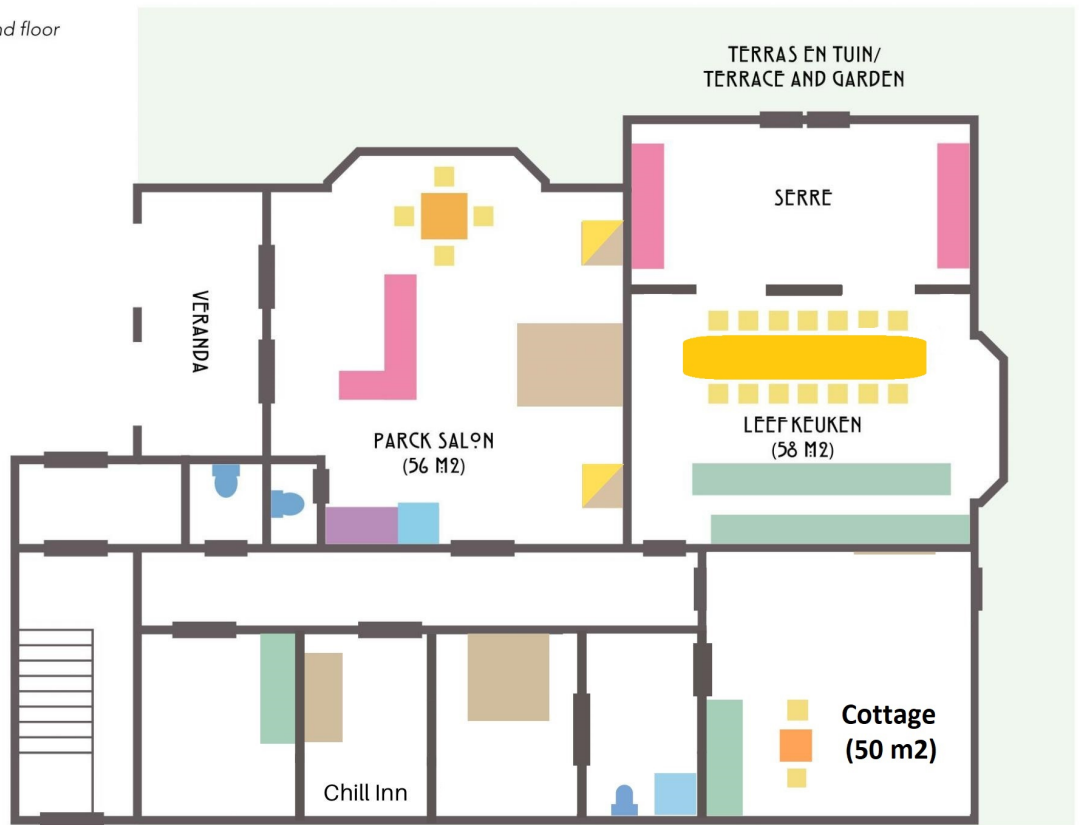 floor
TERRAS EN TUIN/
TERRACE AND GARDEN
SERRE
VERANDA
PARCK SALON
(56 M2)
LEEFKEUKEN
(58 M2)
Cottage
(50 m2)
Chill Inn